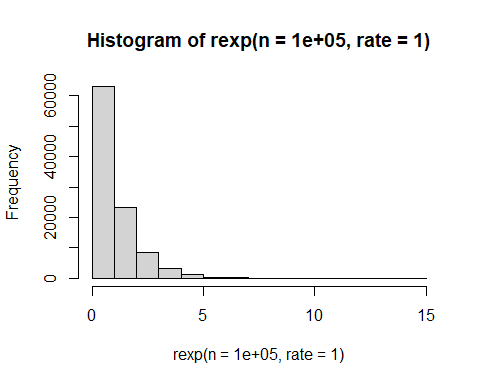 Histogram of rexp(n = 1e+05, rate = 1)
Frequency
60000
40000
20000
0
0 5 10 15
rexp(n = 1e+05, rate = 1)